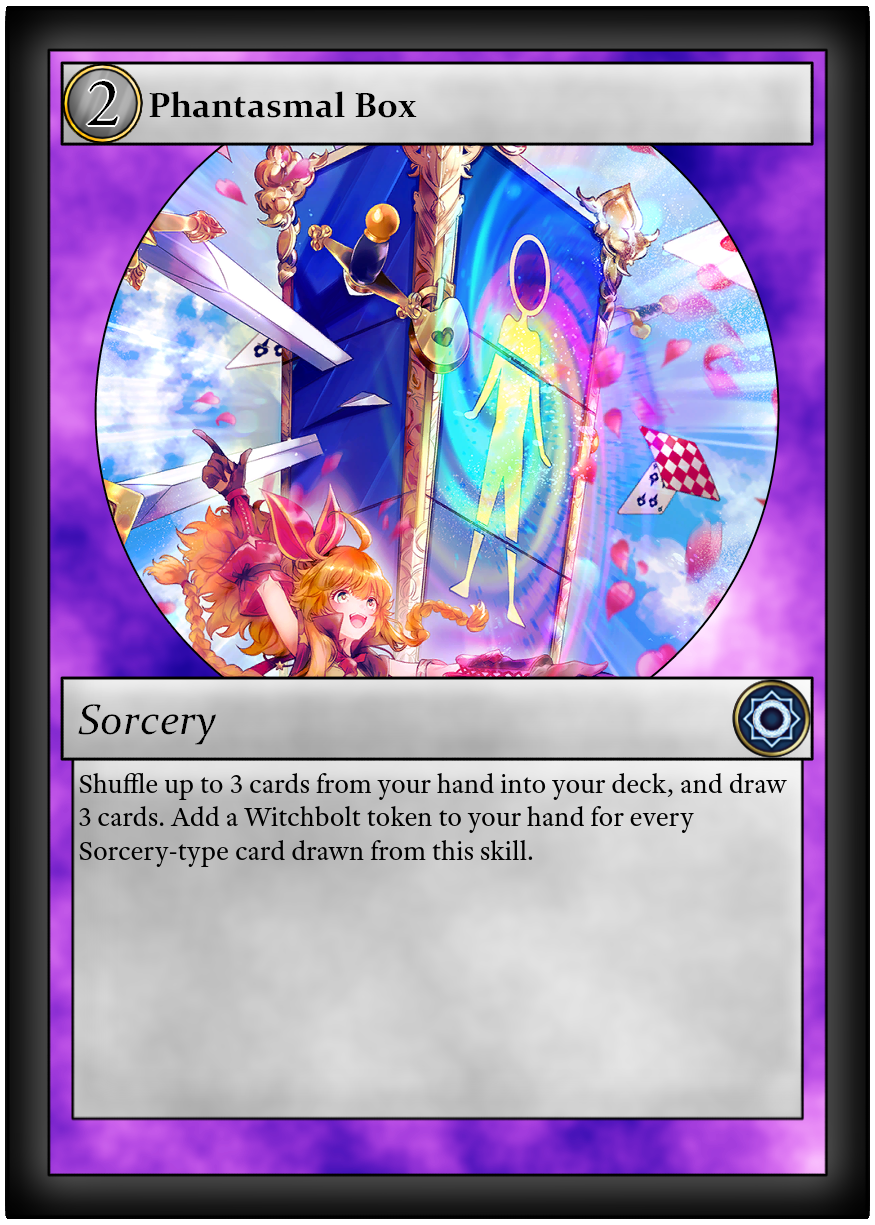 2 Phantasmal Box
Sorcery
Shuffle up to 3 cards from your hand into your deck, and draw
3 cards. Add a Witchbolt token to your hand for every
Sorcery-type card drawn from this skill.